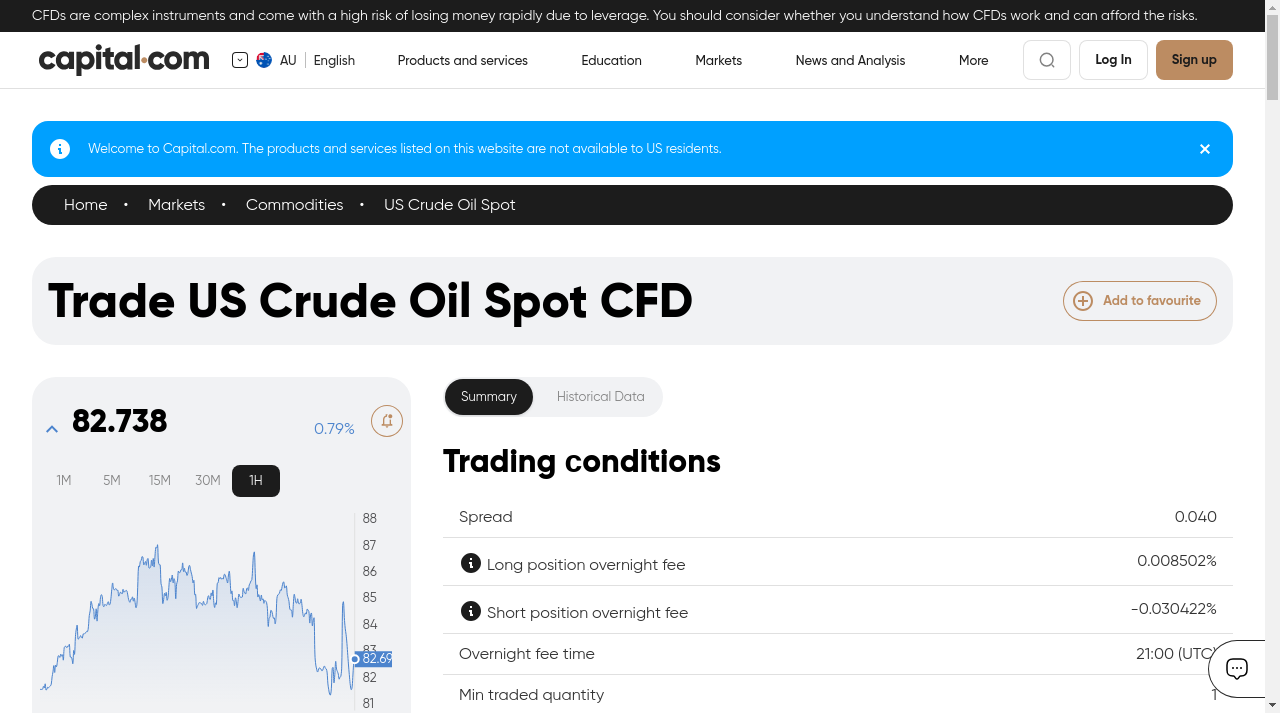 CFDs are complex instruments and come with a high risk of losing money rapidly due to leverage. You should consider whether you understand how CFDs work and can afford the risks.
capital.com AU English Products and services Education Markets News and Analysis More Log In Sign up
Welcome to Capital.com. The products and services listed on this website are not available to US residents.
Home • Markets • Commodities • US Crude Oil Spot
Trade US Crude Oil Spot CFD
Add to favourite
82.738
0.79%
1M 5M 15M 30M 1H
88
87
86
85
84
83
82.69
82
81
Summary Historical Data
Trading conditions
Spread 0.040
Long position overnight fee 0.008502%
Short position overnight fee -0.030422%
Overnight fee time 21:00 (UTC)
Min traded quantity 1